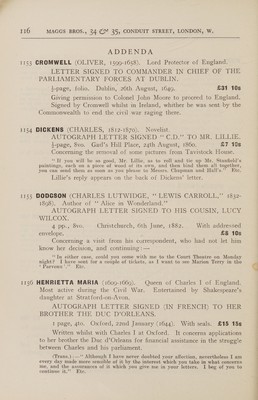 116 MAGGS BROS., 34 & 35, CONDUIT STREET, LONDON, W.
ADDENDA
1153 CROMWELL (OLIVER, 1599-1658). Lord Protector of England.
LETTER SIGNED TO COMMANDER IN CHIEF OF THE
PARLIAMENTARY FORCES AT DUBLIN.
½-page, folio. Dublin, 26th August, 1649. £31 10s
Giving permission to Colonel John Moore to proceed to England.
Signed by Cromwell whilst in Ireland, whither he was sent by the
Commonwealth to end the civil war raging there.
1154 DICKENS (CHARLES, 1812-1870). Novelist.
AUTOGRAPH LETTER SIGNED "C.D." TO MR. LILLIE.
½-page, 8vo. Gad's Hill Place, 24th August, 1860. £7 10s
Concerning the removal of some pictures from Tavistock House.
"If you will be so good, Mr. Lillie, as to roll and tie up Mr. Stanfield's
paintings, each on a piece of wood of its own, and then bind them all together,
you can send them as soon as you please to Messrs. Chapman and Hall's." Etc.
Lillie's reply appears on the back of Dickens' letter.
1155 DODGSON (CHARLES LUTWIDGE, "LEWIS CARROLL," 1832-
1898). Author of "Alice in Wonderland."
AUTOGRAPH LETTER SIGNED TO HIS COUSIN, LUCY
WILCOX.
4 pp., 8vo. Christchurch, 6th June, 1882. With addressed
envelope. £8 10s
Concerning a visit from his correspondent, who had not let him
know her decision, and continuing:—
"In either case, could you come with me to the Court Theatre on Monday
night? I have sent for a couple of tickets, as I want to see Marion Terry in the
'Parvenu'." Etc.
1156 HENRIETTA MARIA (1609-1669). Queen of Charles I of England.
Most active during the Civil War. Entertained by Shakespeare's
daughter at Stratford-on-Avon.
AUTOGRAPH LETTER SIGNED (IN FRENCH) TO HER
BROTHER THE DUC D'ORLEANS.
1 page, 4to. Oxford, 22nd January (1644). With seals. £15 15s
Written whilst with Charles I at Oxford. It concerns applications
to her brother the Duc d'Orleans for financial assistance in the struggle
between Charles and his parliament.
(Trans.):—"Although I have never doubted your affection, nevertheless I am
every day made more sensible of it by the interest which you take in what concerns
me, and the assurances of it which you give me in your letters. I beg of you to
continue it." Etc.